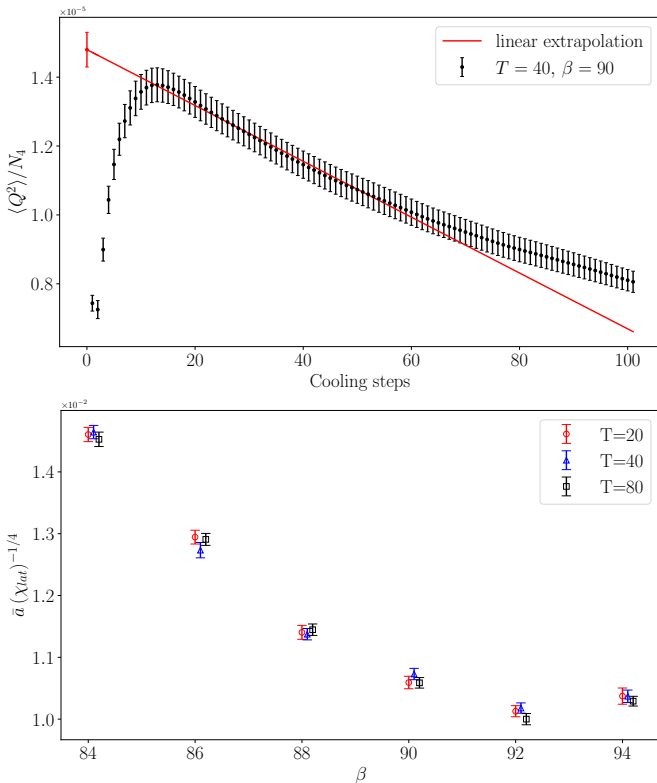 ×10⁻⁵
linear extrapolation
T = 40, β = 90
1.4
1.2
1.0
0.8
⟨Q²⟩/N₄
0 20 40 60 80 100
Cooling steps
×10⁻²
T=20
T=40
T=80
1.4
1.3
1.2
1.1
1.0
ā (χ_{lat})^{−1/4}
84 86 88 90 92 94
β